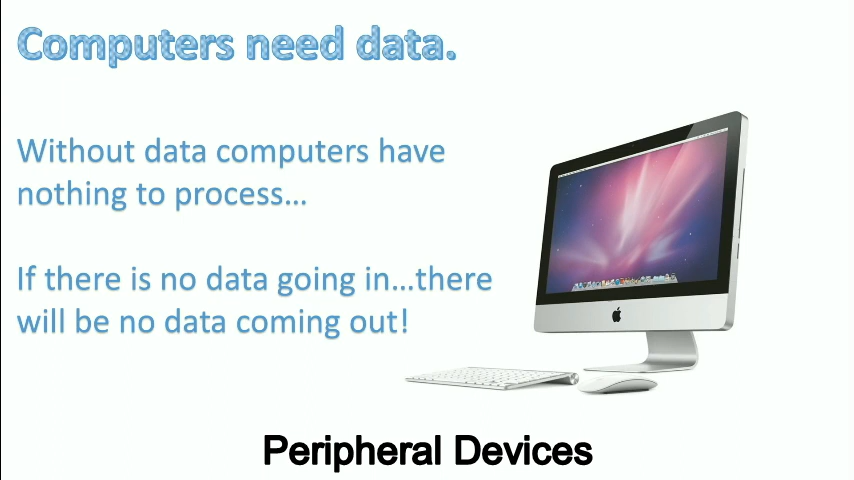 Computers need data.
Without data computers have
nothing to process...
If there is no data going in...there
will be no data coming out!
Peripheral Devices